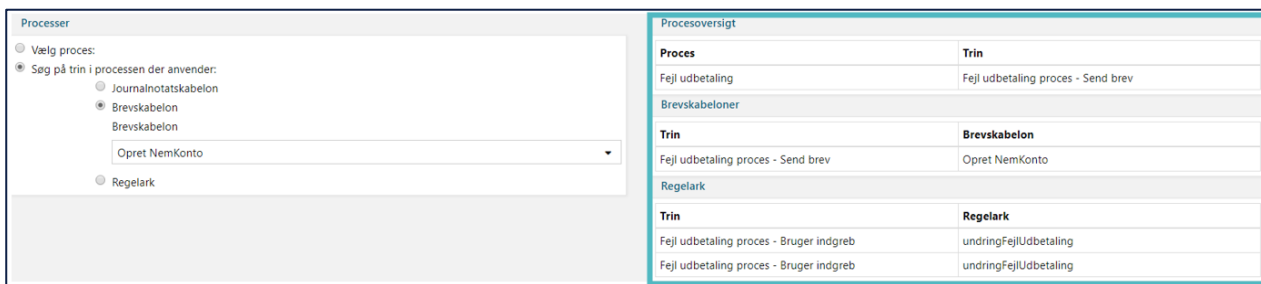 Processer
Vælg proces:
Søg på trin i processen der anvender:
Journalnotatskabelon
Brevskabelon
Brevskabelon
Opret NemKonto
Regelark
Procesoversigt
Proces Trin
Fejl udbetaling Fejl udbetaling proces - Send brev
Brevskabeloner
Trin Brevskabelon
Fejl udbetaling proces - Send brev Opret NemKonto
Regelark
Trin Regelark
Fejl udbetaling proces - Bruger indgreb undringFejlUdbetaling
Fejl udbetaling proces - Bruger indgreb undringFejlUdbetaling